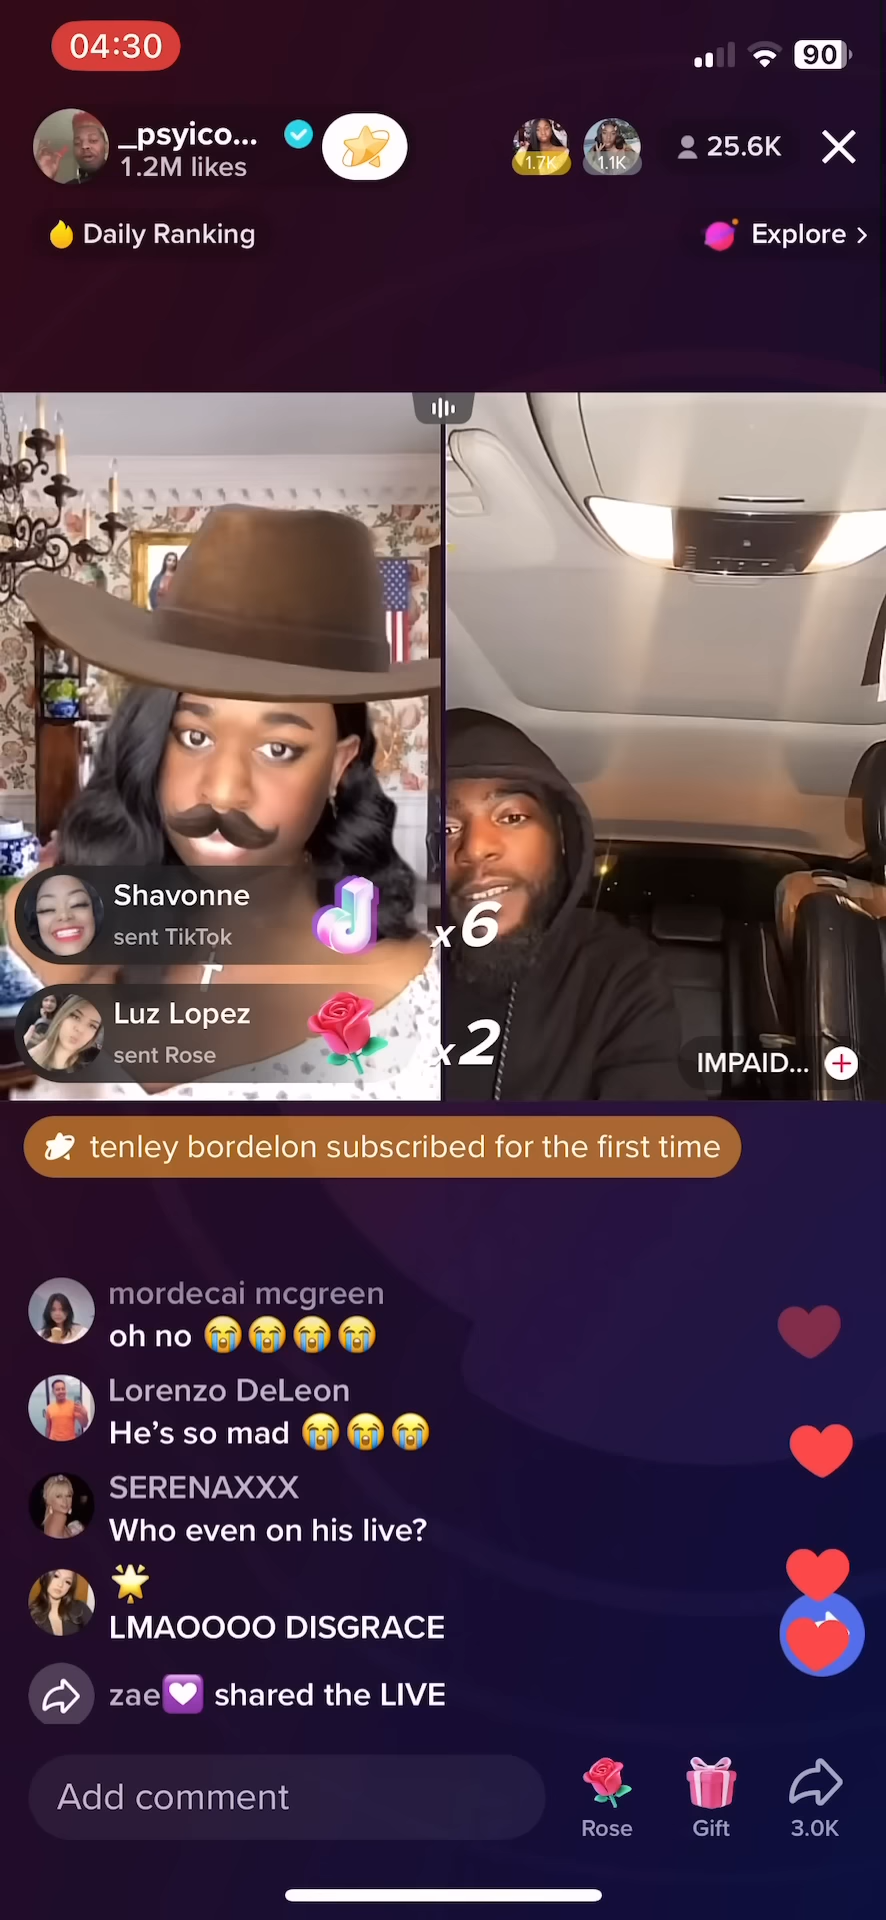 04:30
90
_psyico...
1.2M likes
1.7K
1.1K
25.6K
Daily Ranking
Explore >
Shavonne
sent TikTok
x6
Luz Lopez
sent Rose
x2
IMPAID...
tenley bordelon subscribed for the first time
mordecai mcgreen
oh no 😭😭😭😭
Lorenzo DeLeon
He's so mad 😭😭😭
SERENAXXX
Who even on his live?
🌟
LMAOOOO DISGRACE
zae💟 shared the LIVE
Add comment
Rose
Gift
3.0K